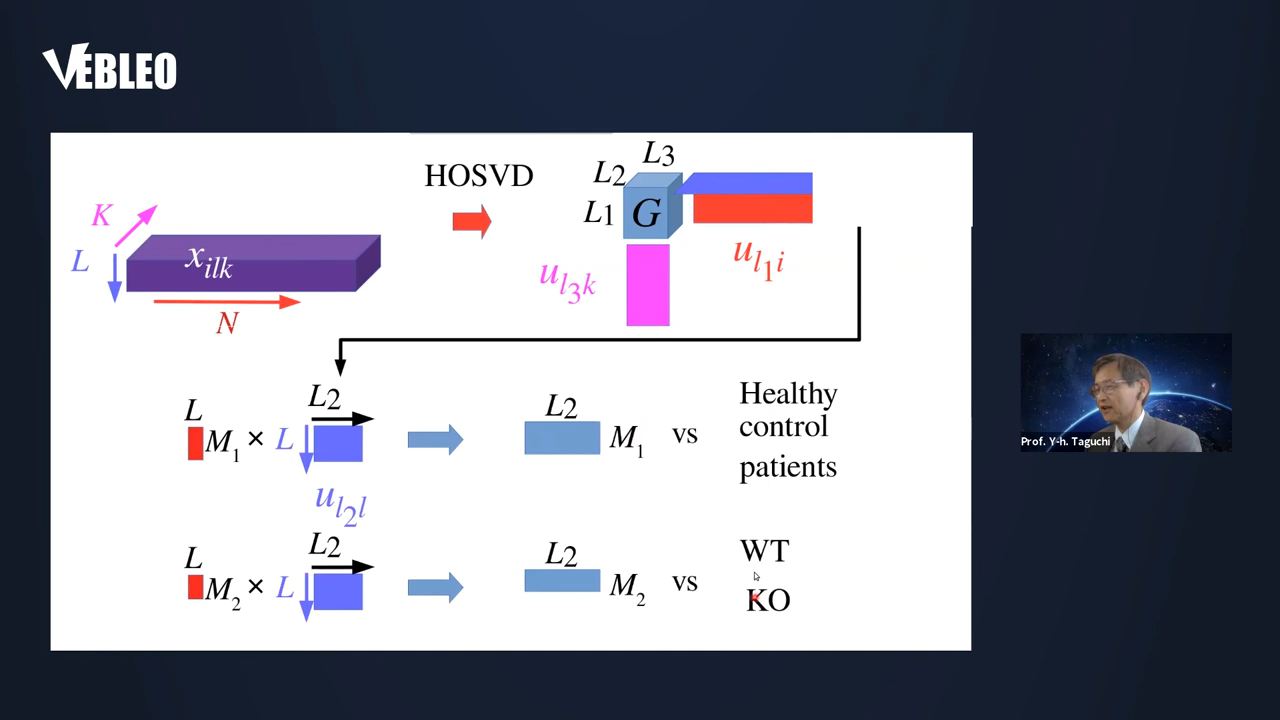 VEBLEO
HOSVD
L3
L2
L1
G
K
L
x_ilk
N
u_l3k
u_l1i
L
M1 × L
L2
L2
M1 vs
Healthy
control
patients
u_l2l
L
M2 × L
L2
L2
M2 vs
WT
KO
Prof. Y-h. Taguchi